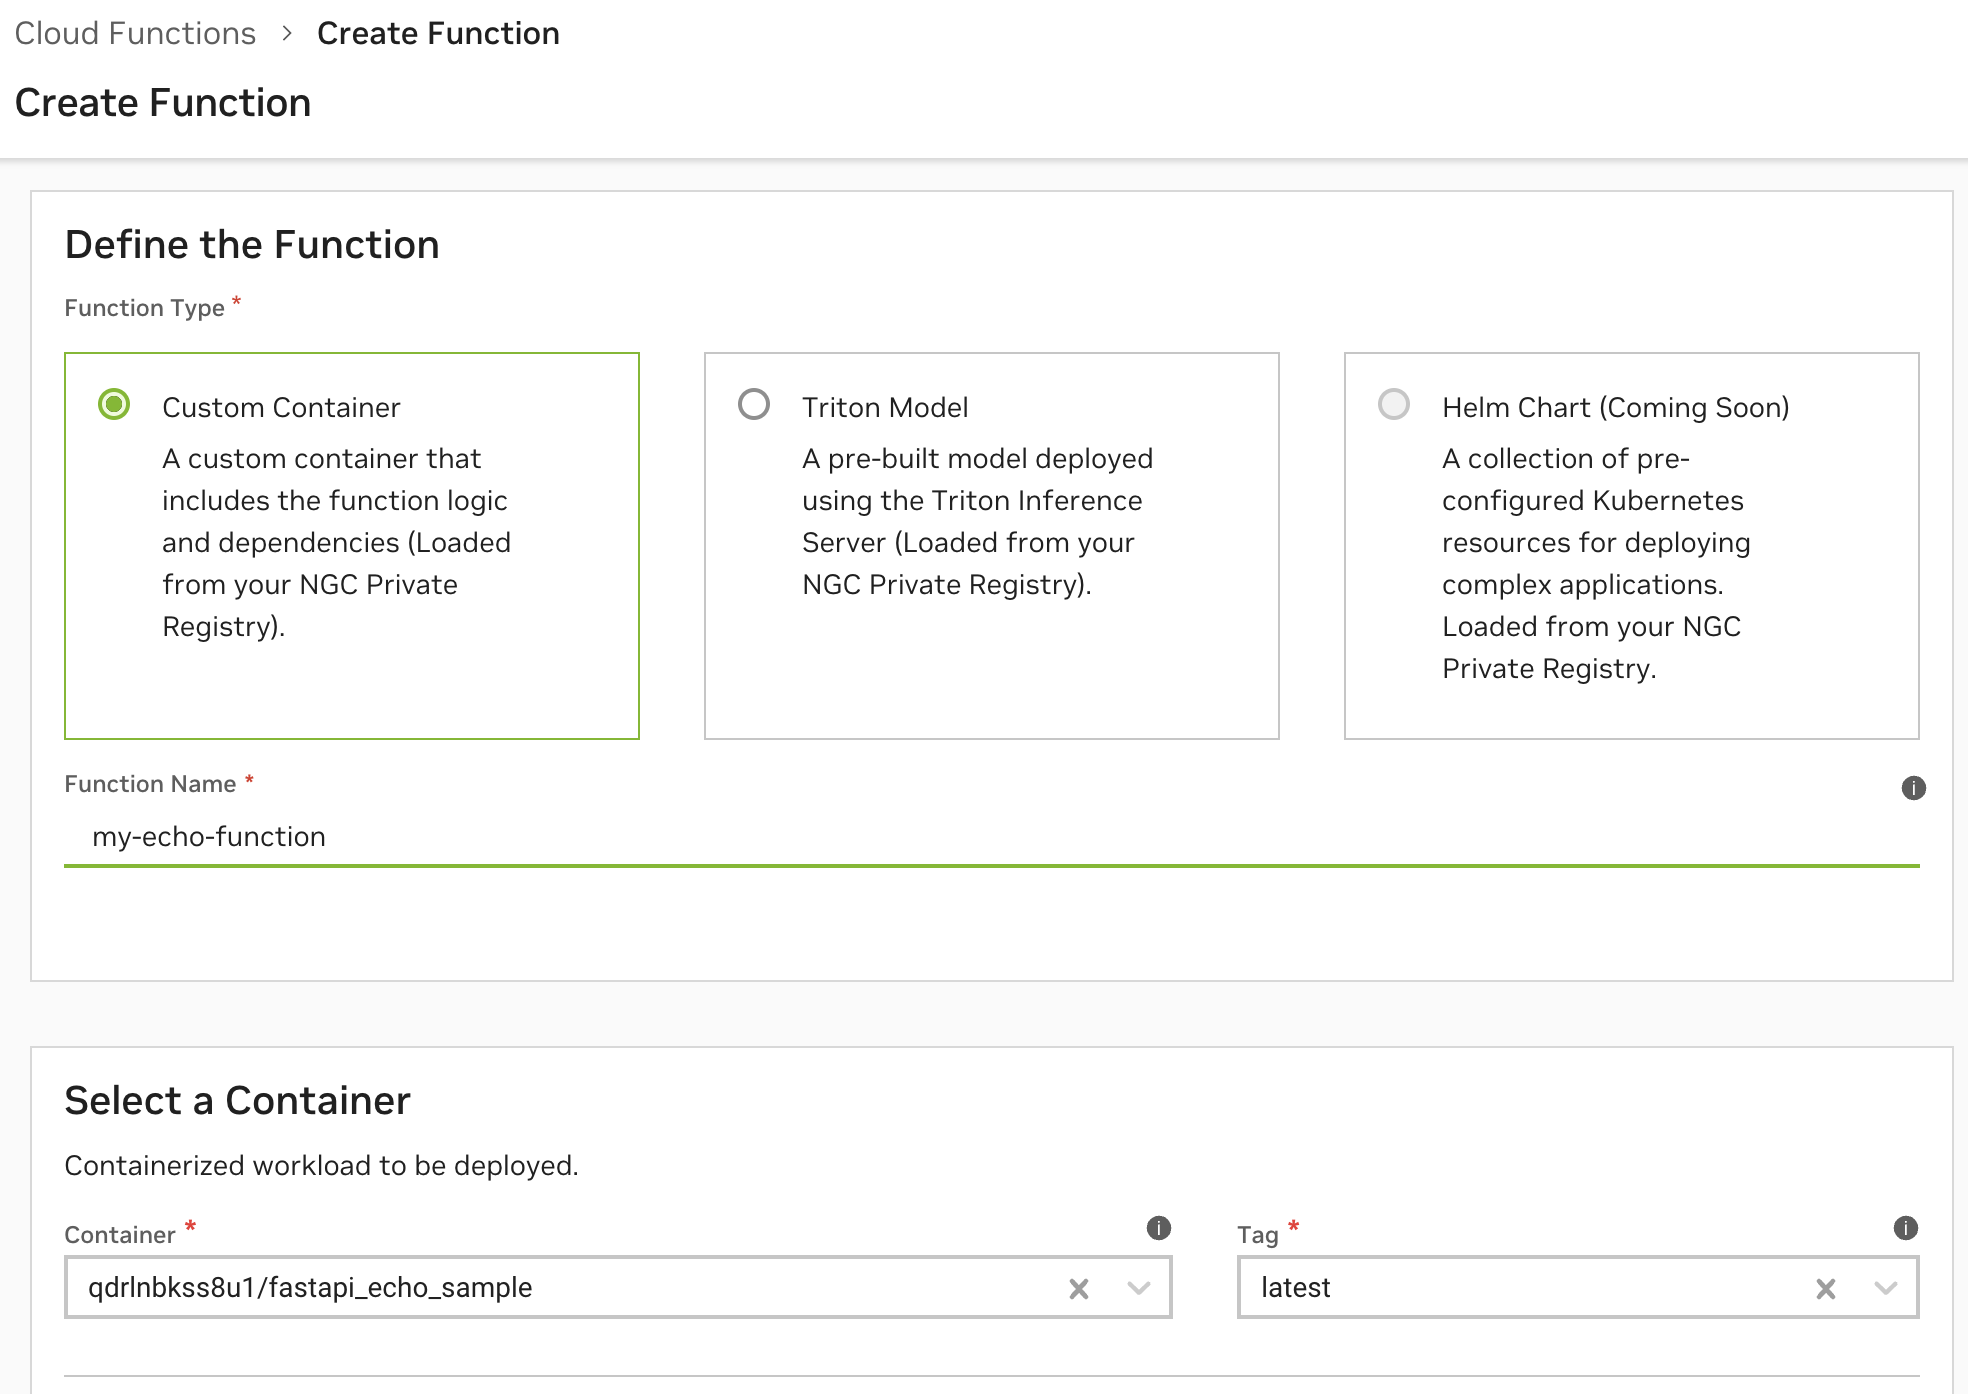 Cloud Functions > Create Function
Create Function
Define the Function
Function Type *
Custom Container
A custom container that
includes the function logic
and dependencies (Loaded
from your NGC Private
Registry).
Triton Model
A pre-built model deployed
using the Triton Inference
Server (Loaded from your
NGC Private Registry).
Helm Chart (Coming Soon)
A collection of pre-
configured Kubernetes
resources for deploying
complex applications.
Loaded from your NGC
Private Registry.
Function Name *
my-echo-function
Select a Container
Containerized workload to be deployed.
Container *
qdrlnbkss8u1/fastapi_echo_sample
Tag *
latest